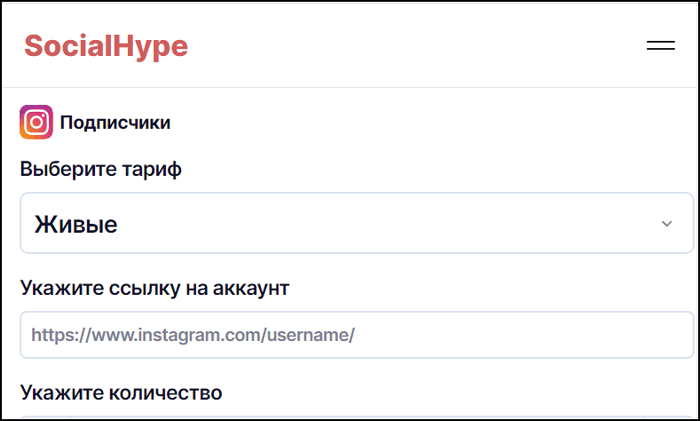 SocialHype
Подписчики
Выберите тариф
Живые
Укажите ссылку на аккаунт
https://www.instagram.com/username/
Укажите количество